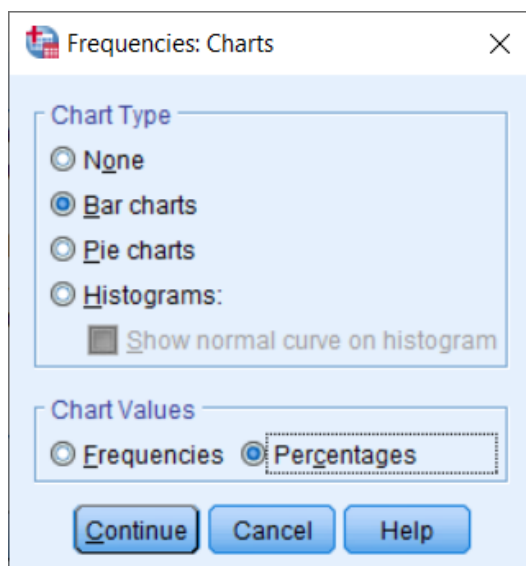 Frequencies: Charts
Chart Type
None
Bar charts
Pie charts
Histograms:
Show normal curve on histogram
Chart Values
Frequencies Percentages
Continue Cancel Help